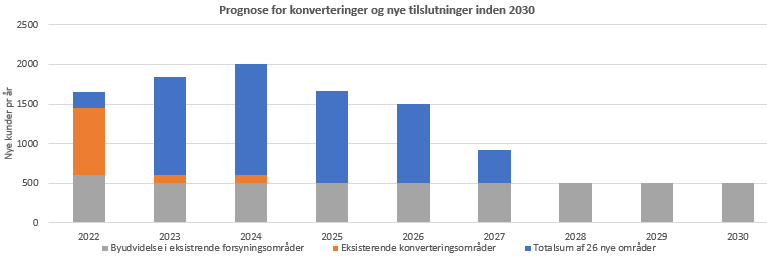 Prognose for konverteringer og nye tilslutninger inden 2030
2500
2000
1500
1000
500
0
Nye kunder pr år
2022 2023 2024 2025 2026 2027 2028 2029 2030
Byudvidelse i eksistrende forsyningsområder Eksisterende konverteringsområder Totalsum af 26 nye områder